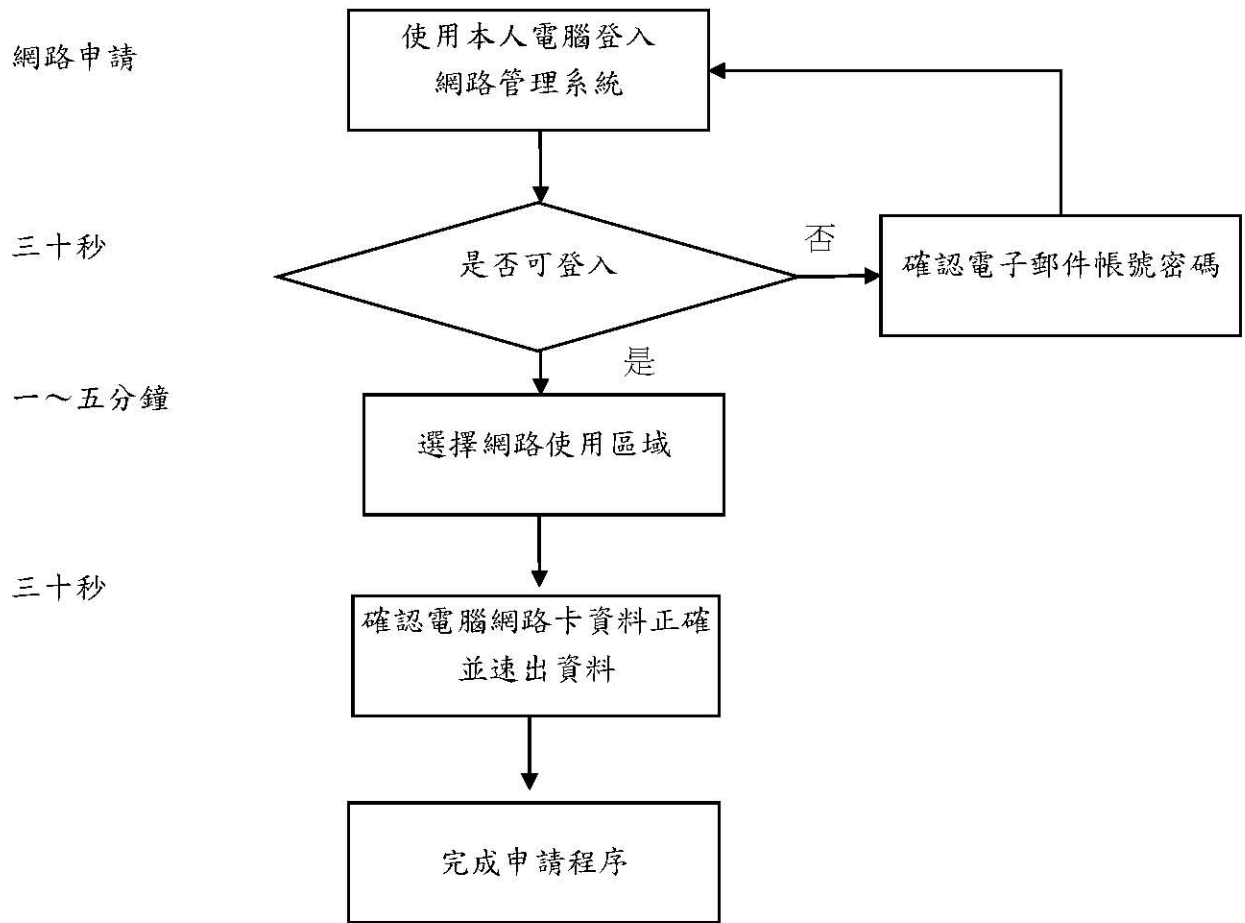 使用本人電腦登入
網路申請
網路管理系統
否
三十秒
是否可登入
確認電子郵件帳號密碼
是
一～五分鐘
選擇網路使用區域
三十秒
確認電腦網路卡資料正確
並速出資料
完成申請程序